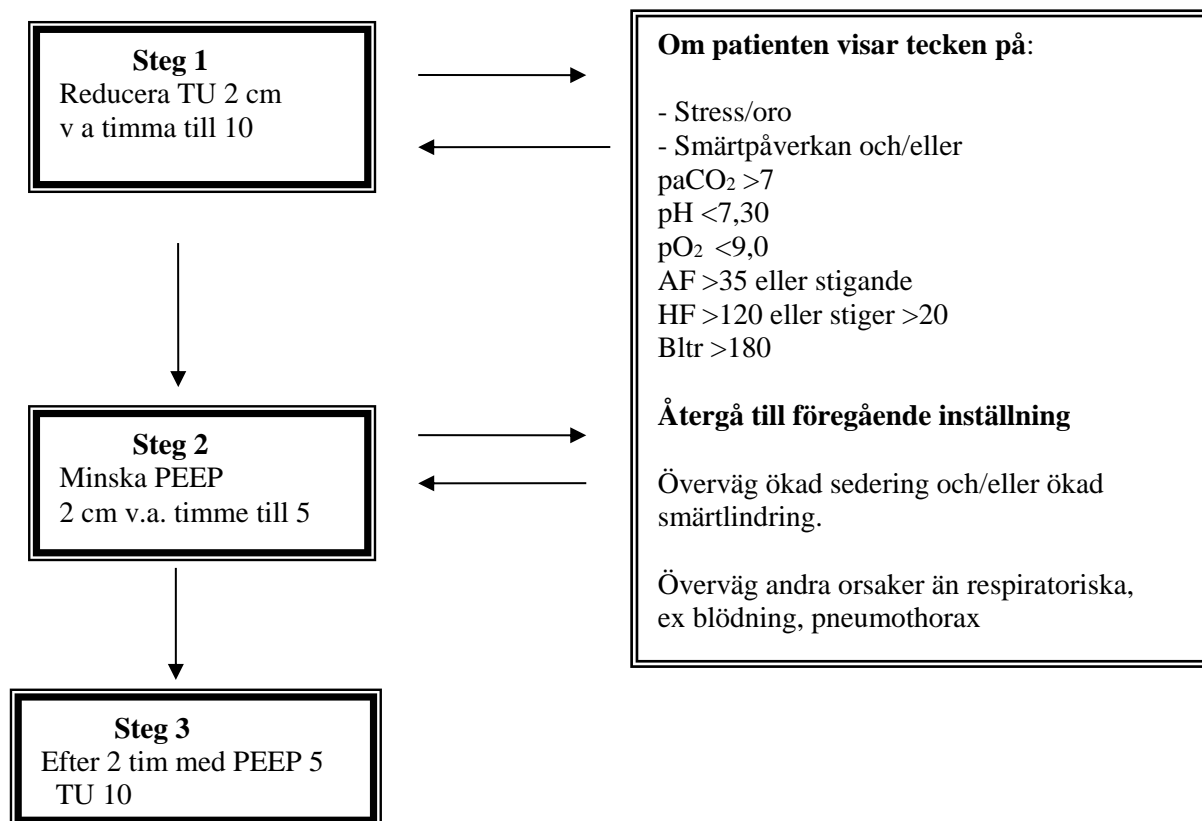 Steg 1
Reducera TU 2 cm
v a timma till 10
Om patienten visar tecken på:
- Stress/oro
- Smärtpåverkan och/eller
paCO₂ >7
pH <7,30
pO₂ <9,0
AF >35 eller stigande
HF >120 eller stiger >20
Bltr >180
Återgå till föregående inställning
Överväg ökad sedering och/eller ökad
smärtlindring.
Överväg andra orsaker än respiratoriska,
ex blödning, pneumothorax
Steg 2
Minska PEEP
2 cm v.a. timme till 5
Steg 3
Efter 2 tim med PEEP 5
TU 10